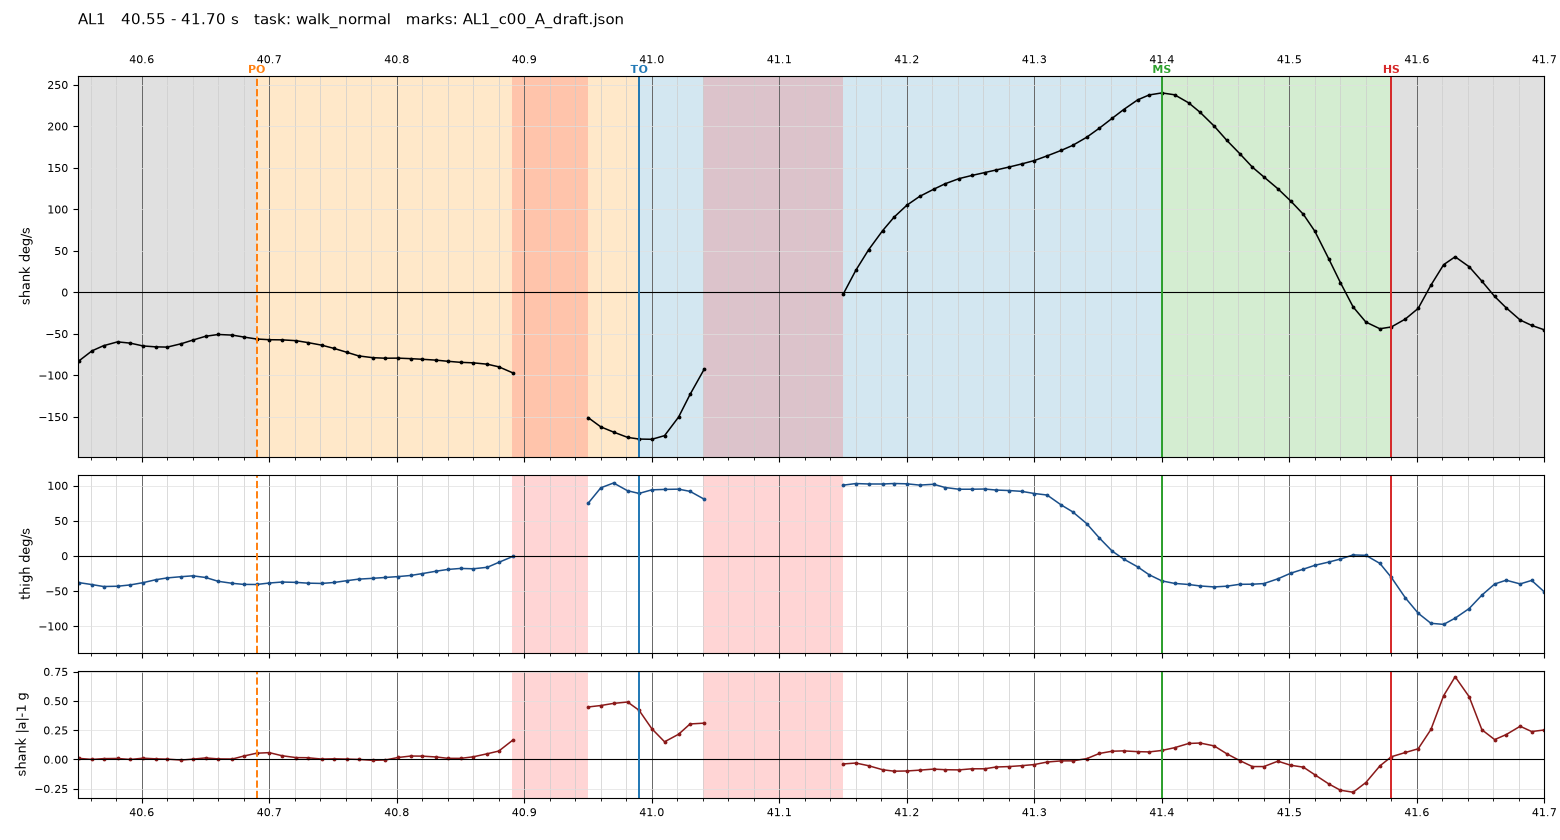 AL1   40.55 - 41.70 s   task: walk_normal   marks: AL1_c00_A_draft.json
40.6 40.7 40.8 40.9 41.0 41.1 41.2 41.3 41.4 41.5 41.6 41.7
PO TO MS HS
shank deg/s
250
200
150
100
50
0
−50
−100
−150
thigh deg/s
100
50
0
−50
−100
shank |a|-1 g
0.75
0.50
0.25
0.00
−0.25
40.6 40.7 40.8 40.9 41.0 41.1 41.2 41.3 41.4 41.5 41.6 41.7